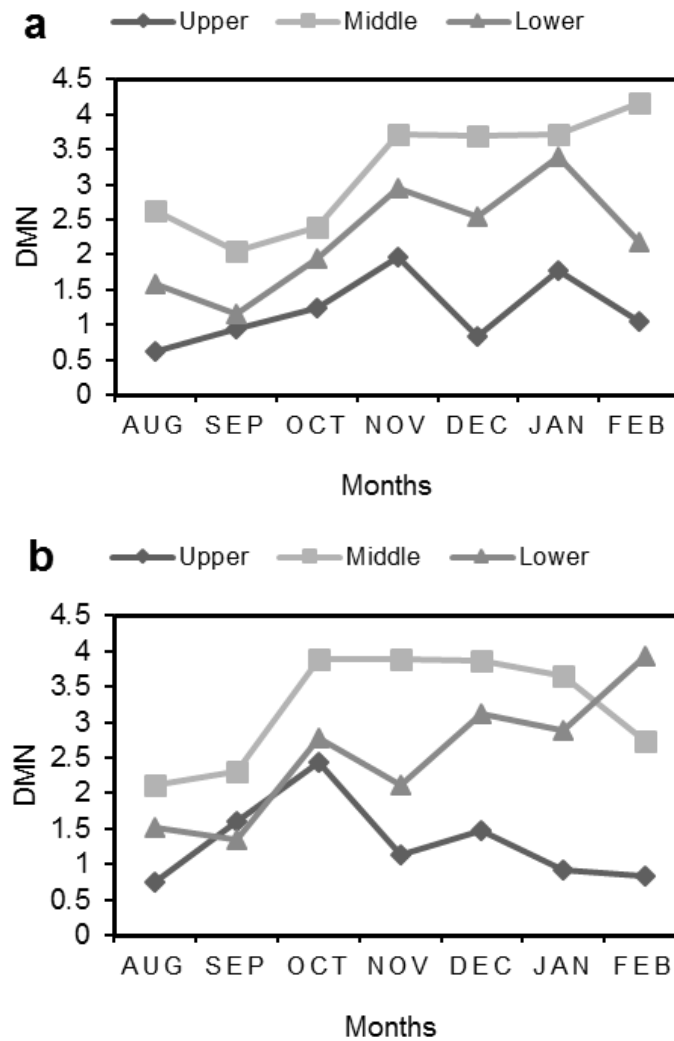 a
Upper Middle Lower
4.5
4
3.5
3
2.5
2
1.5
1
0.5
0
DMN
AUG SEP OCT NOV DEC JAN FEB
Months
b
Upper Middle Lower
4.5
4
3.5
3
2.5
2
1.5
1
0.5
0
DMN
AUG SEP OCT NOV DEC JAN FEB
Months